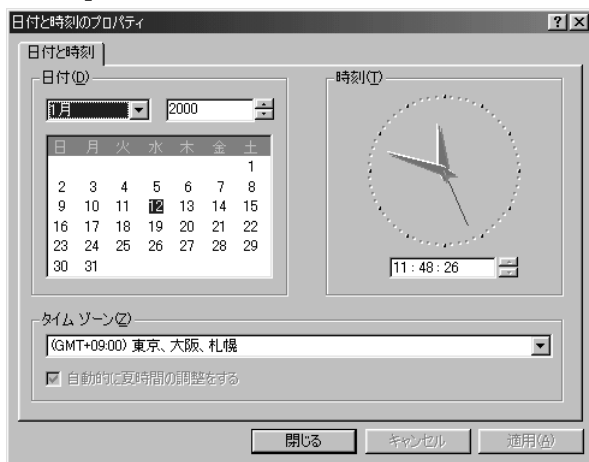 日付と時刻のプロパティ
日付と時刻
日付(D)
1月 2000
日 月 火 水 木 金 土
1
2 3 4 5 6 7 8
9 10 11 12 13 14 15
16 17 18 19 20 21 22
23 24 25 26 27 28 29
30 31
時刻(T)
11:48:26
タイム ゾーン(Z)
(GMT+09:00) 東京、大阪、札幌
自動的に夏時間の調整をする
閉じる キャンセル 適用(A)